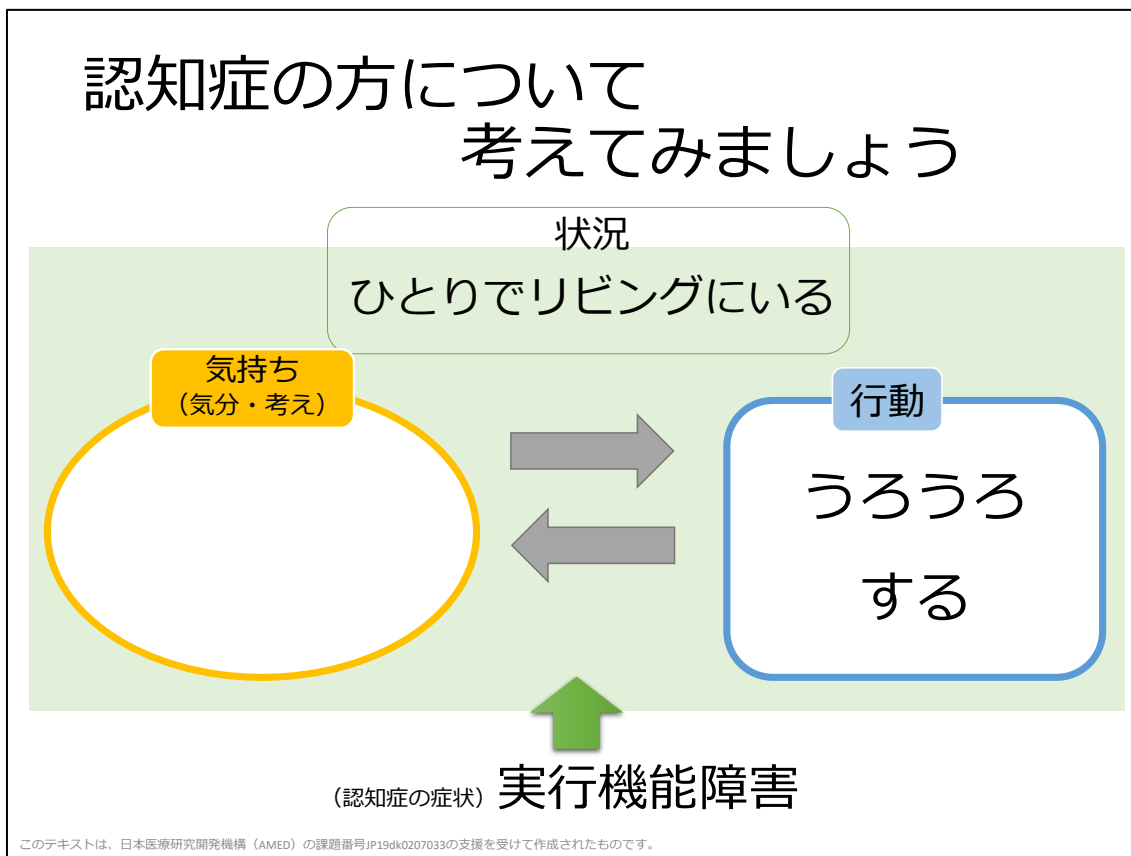 認知症の方について
考えてみましょう
状況
ひとりでリビングにいる
気持ち
（気分・考え）
行動
うろうろ
する
（認知症の症状）実行機能障害
このテキストは、日本医療研究開発機構（AMED）の課題番号JP19dk0207033の支援を受けて作成されたものです。